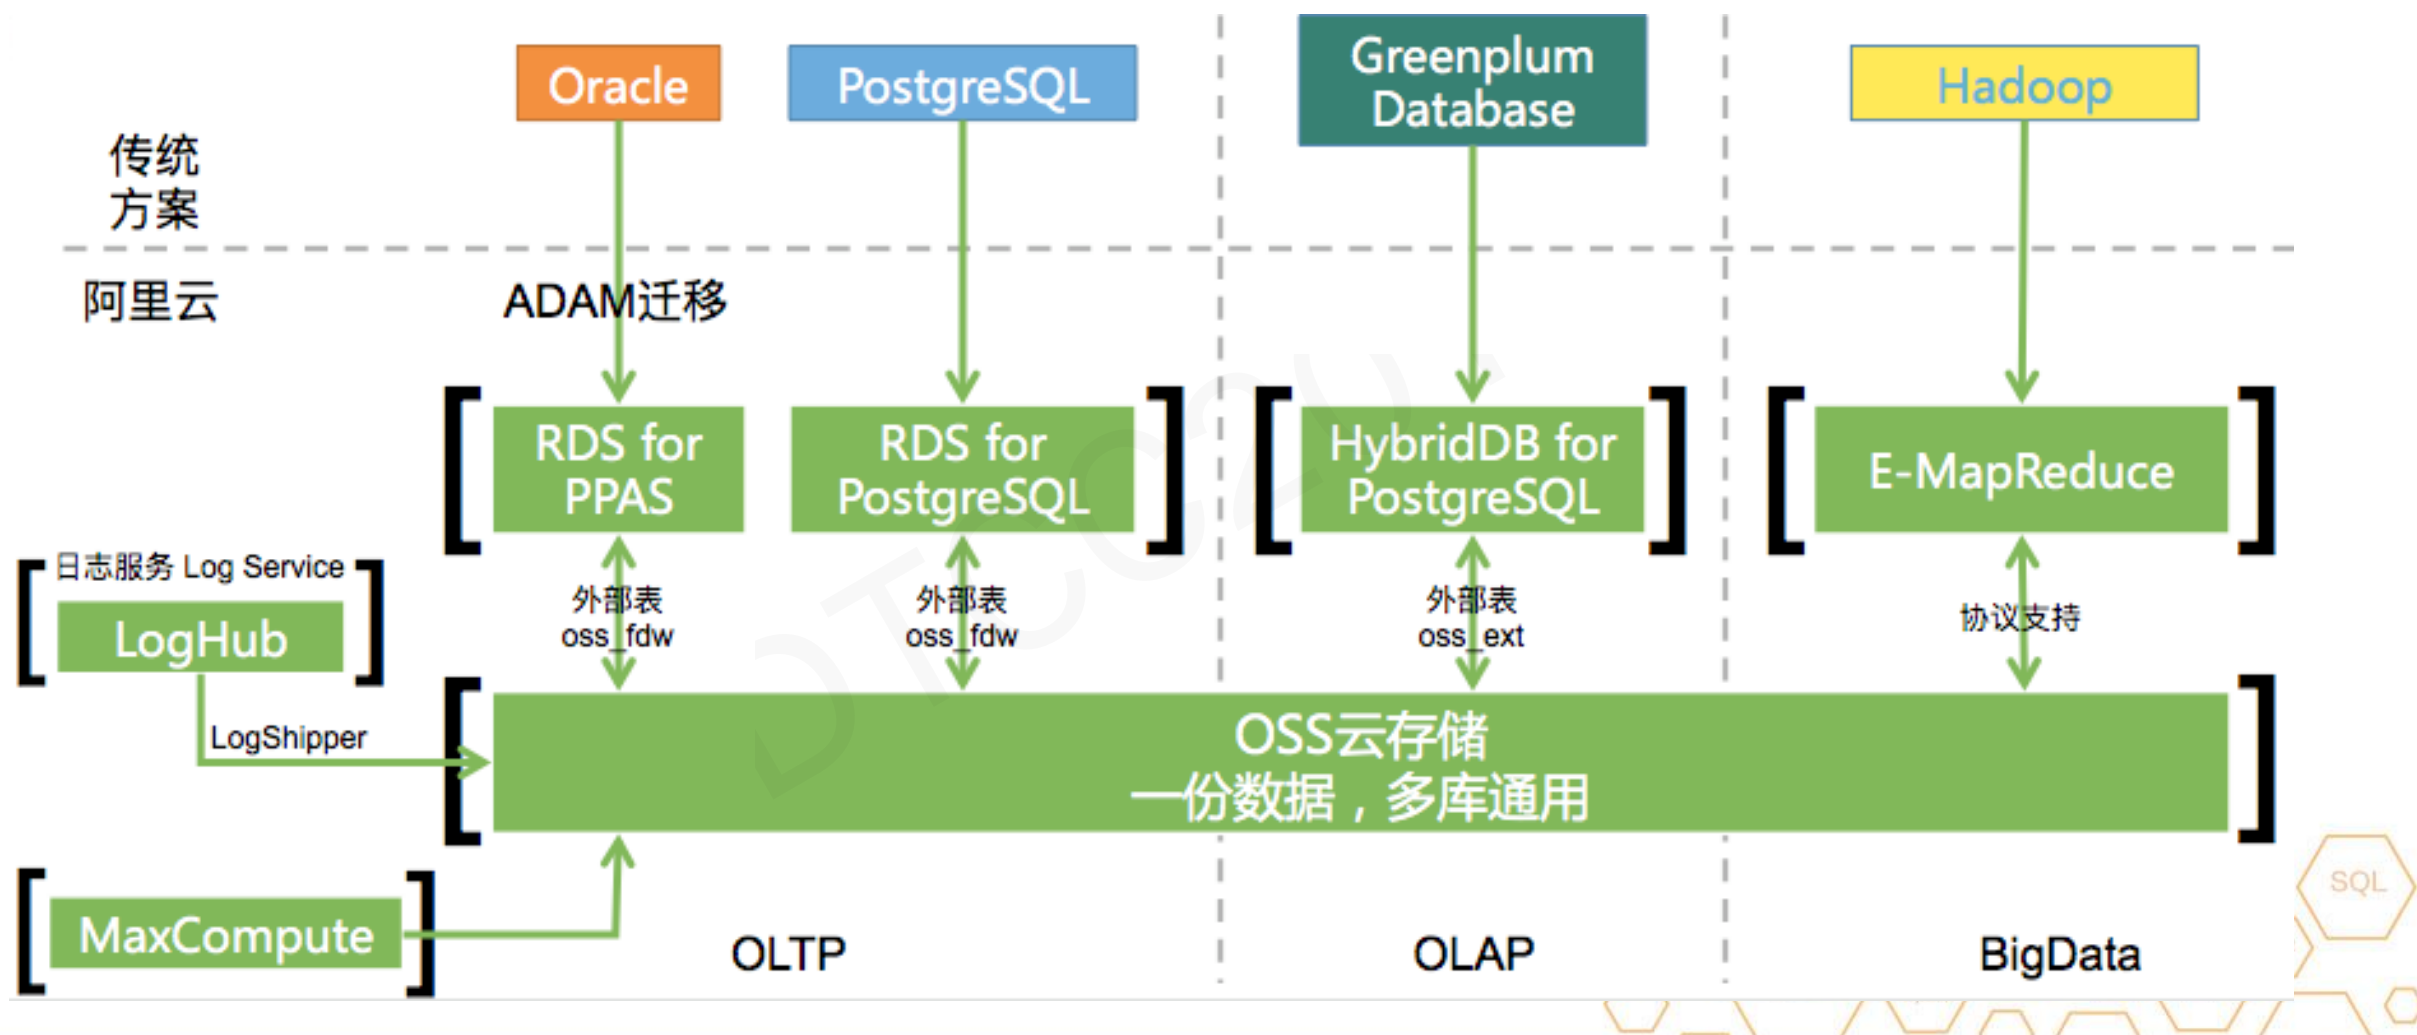 Oracle
PostgreSQL
Greenplum
Database
Hadoop
传统
方案
阿里云
ADAM迁移
RDS for
PPAS
RDS for
PostgreSQL
HybridDB for
PostgreSQL
E-MapReduce
日志服务 Log Service
LogHub
外部表
oss_fdw
外部表
oss_fdw
外部表
oss_ext
协议支持
LogShipper
OSS云存储
一份数据，多库通用
MaxCompute
OLTP
OLAP
BigData
SQL